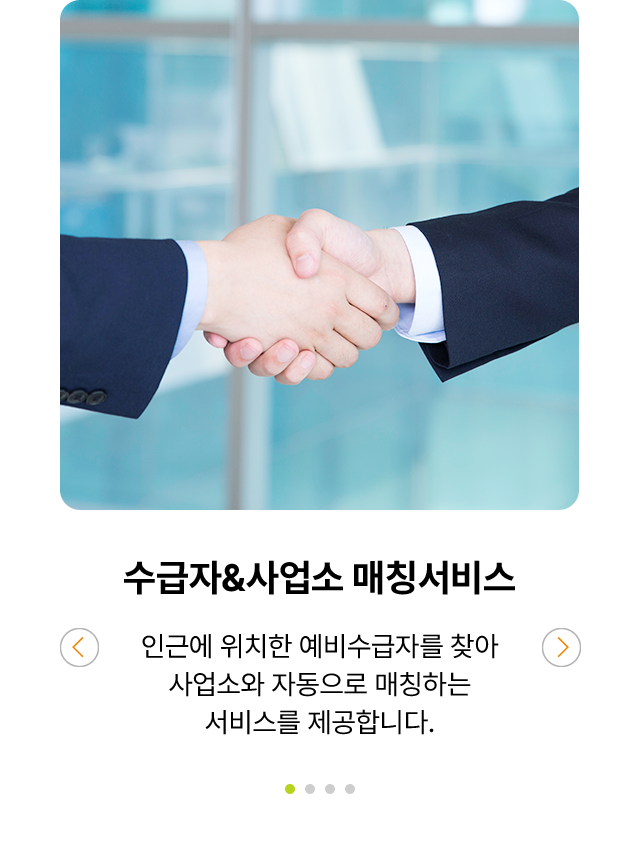 수급자&사업소 매칭서비스
인근에 위치한 예비수급자를 찾아
사업소와 자동으로 매칭하는
서비스를 제공합니다.